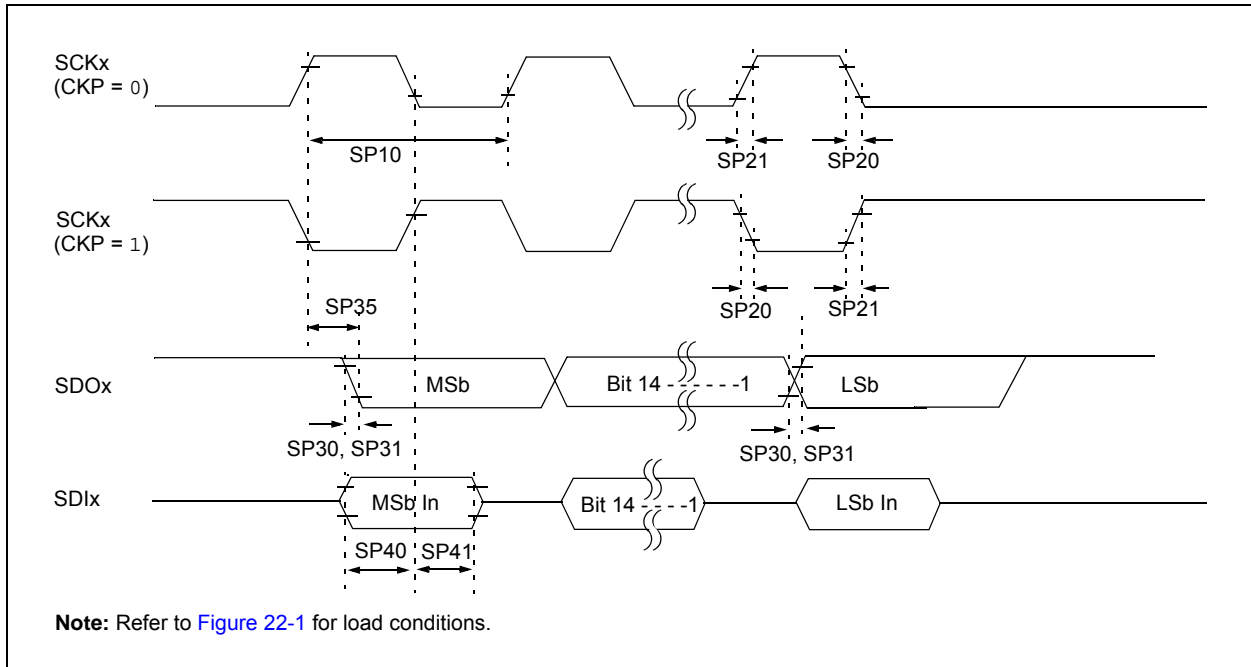 SCKx
(CKP = 0)
SP10
SP21
SP20
SCKx
(CKP = 1)
SP35
SP20
SP21
SDOx
MSb
Bit 14 - - - - - -1
LSb
SP30, SP31
SP30, SP31
SDIx
MSb In
Bit 14 - - - -1
LSb In
SP40
SP41
Note: Refer to Figure 22-1 for load conditions.